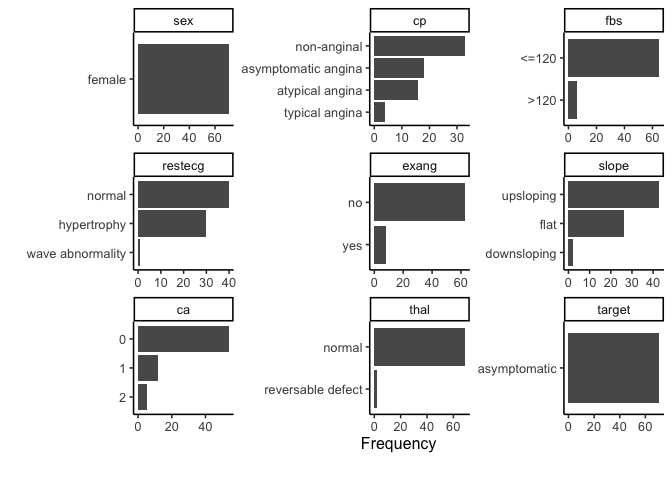 sex
female
0 20 40 60
cp
non-anginal
asymptomatic angina
atypical angina
typical angina
0 10 20 30
fbs
<=120
>120
0 20 40 60
restecg
normal
hypertrophy
wave abnormality
0 10 20 30 40
exang
no
yes
0 20 40 60
slope
upsloping
flat
downsloping
0 10 20 30 40
ca
0
1
2
0 20 40
thal
normal
reversable defect
0 20 40 60
target
asymptomatic
0 20 40 60
Frequency